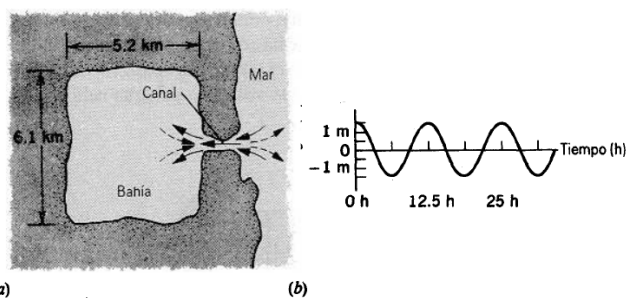 5.2 km
Mar
Canal
6.1 km
Bahía
a)
1 m
0
Tiempo (h)
−1 m
0 h 12.5 h 25 h
(b)